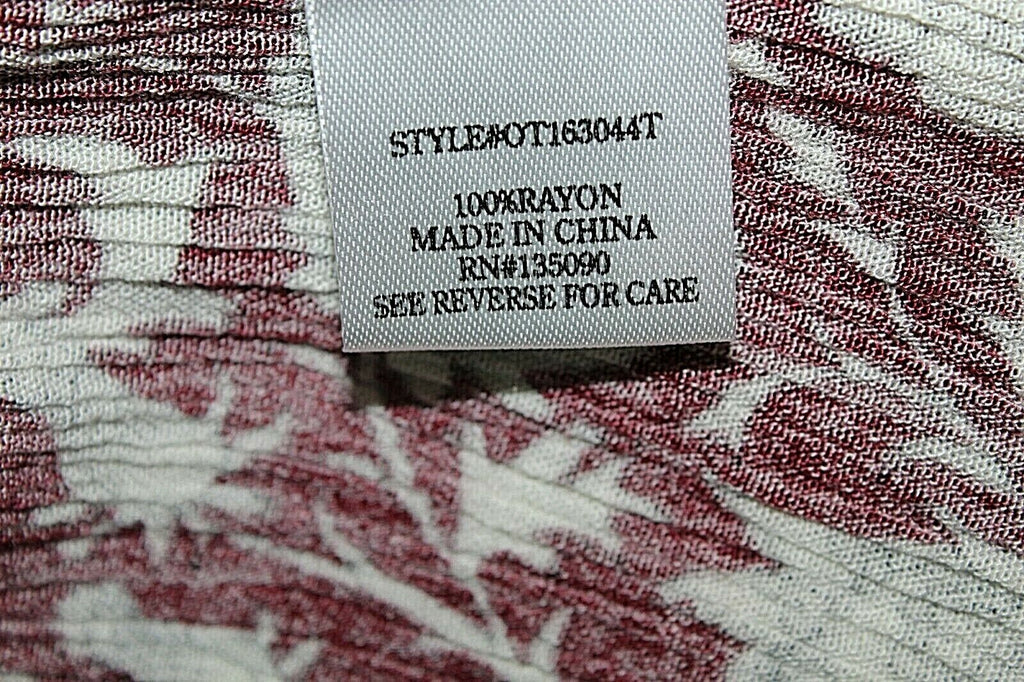 STYLE#OT163044T
100%RAYON
MADE IN CHINA
RN#135090
SEE REVERSE FOR CARE